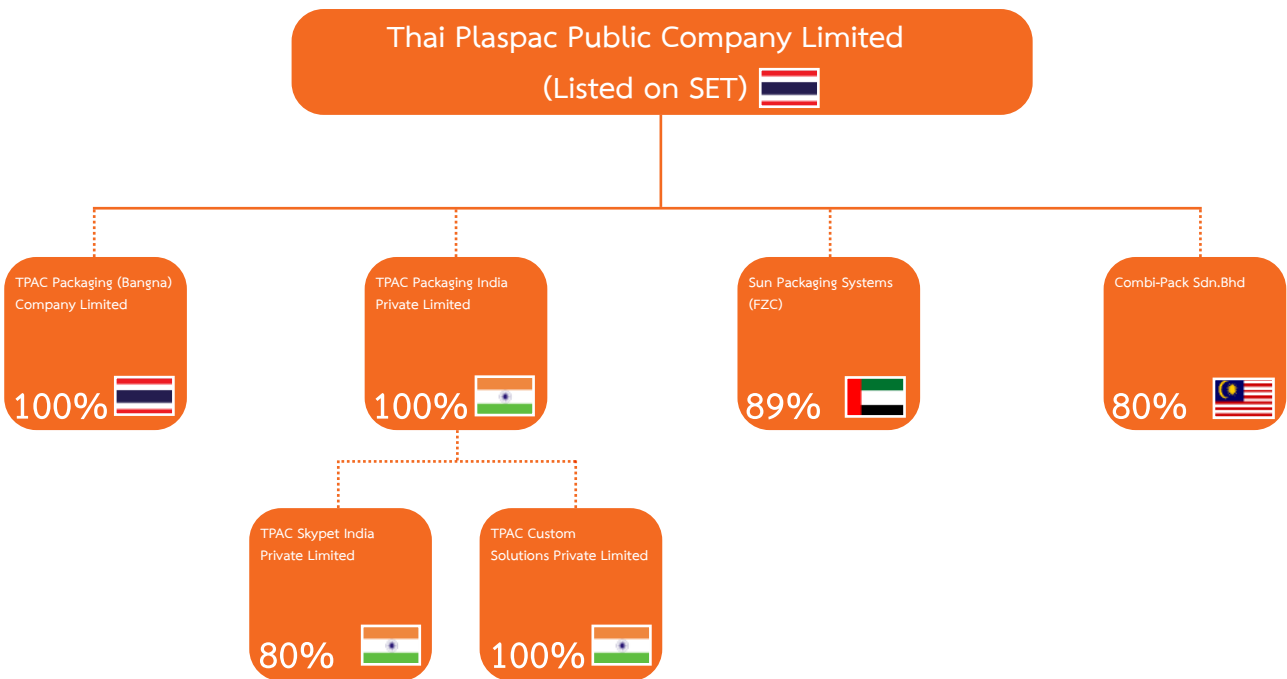 Thai Plaspac Public Company Limited
(Listed on SET)
TPAC Packaging (Bangna)
Company Limited
100%
TPAC Packaging India
Private Limited
100%
Sun Packaging Systems
(FZC)
89%
Combi-Pack Sdn.Bhd
80%
TPAC Skypet India
Private Limited
80%
TPAC Custom
Solutions Private Limited
100%